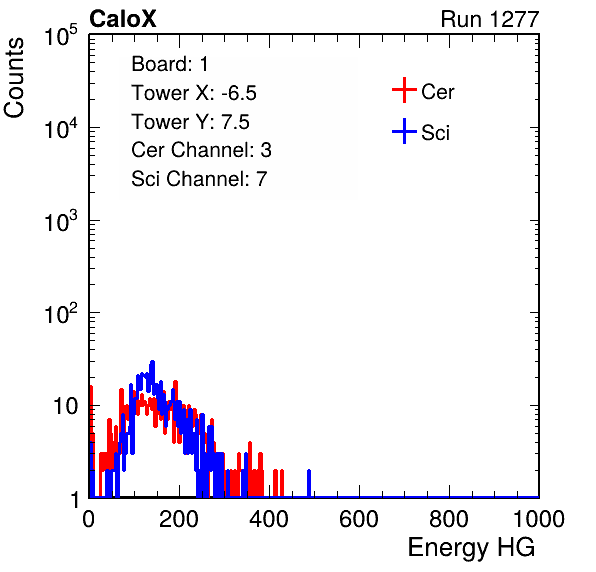 CaloX Run 1277
Counts
Board: 1
Tower X: -6.5
Tower Y: 7.5
Cer Channel: 3
Sci Channel: 7
Cer
Sci
10^5
10^4
10^3
10^2
10
1
0 200 400 600 800 1000
Energy HG